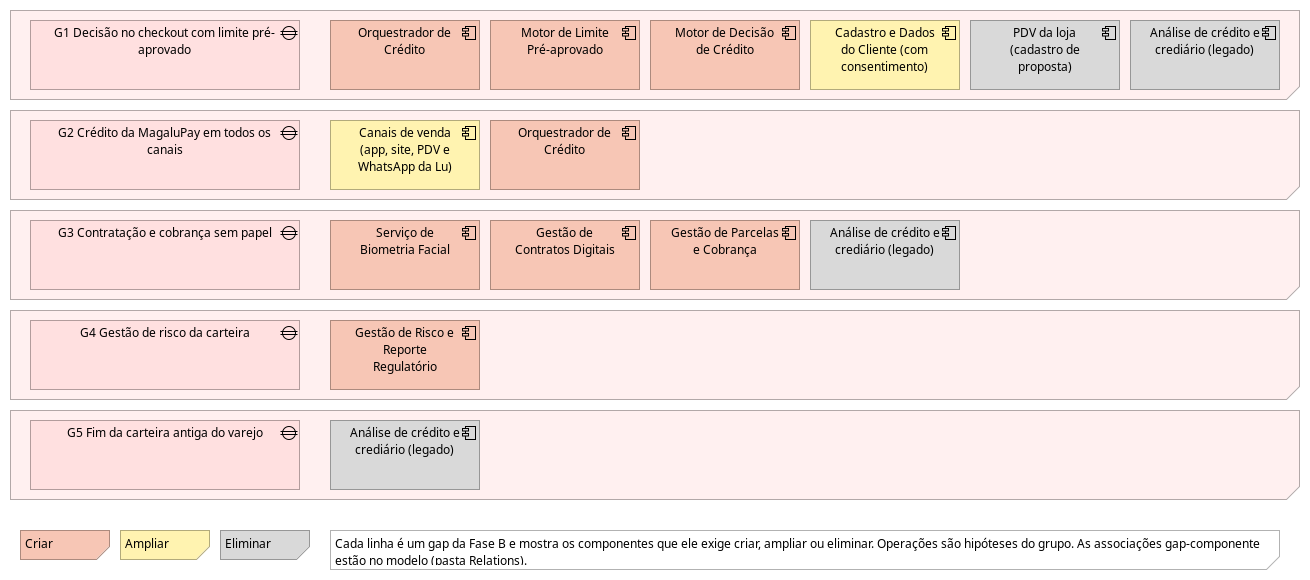 G1 Decisão no checkout com limite pré-
aprovado
Orquestrador de
Crédito
Motor de Limite
Pré-aprovado
Motor de Decisão
de Crédito
Cadastro e Dados
do Cliente (com
consentimento)
PDV da loja
(cadastro de
proposta)
Análise de crédito e
crediário (legado)
G2 Crédito da MagaluPay em todos os
canais
Canais de venda
(app, site, PDV e
WhatsApp da Lu)
Orquestrador de
Crédito
G3 Contratação e cobrança sem papel
Serviço de
Biometria Facial
Gestão de
Contratos Digitais
Gestão de Parcelas
e Cobrança
Análise de crédito e
crediário (legado)
G4 Gestão de risco da carteira
Gestão de Risco e
Reporte
Regulatório
G5 Fim da carteira antiga do varejo
Análise de crédito e
crediário (legado)
Criar
Ampliar
Eliminar
Cada linha é um gap da Fase B e mostra os componentes que ele exige criar, ampliar ou eliminar. Operações são hipóteses do grupo. As associações gap-componente
estão no modelo (pasta Relations).